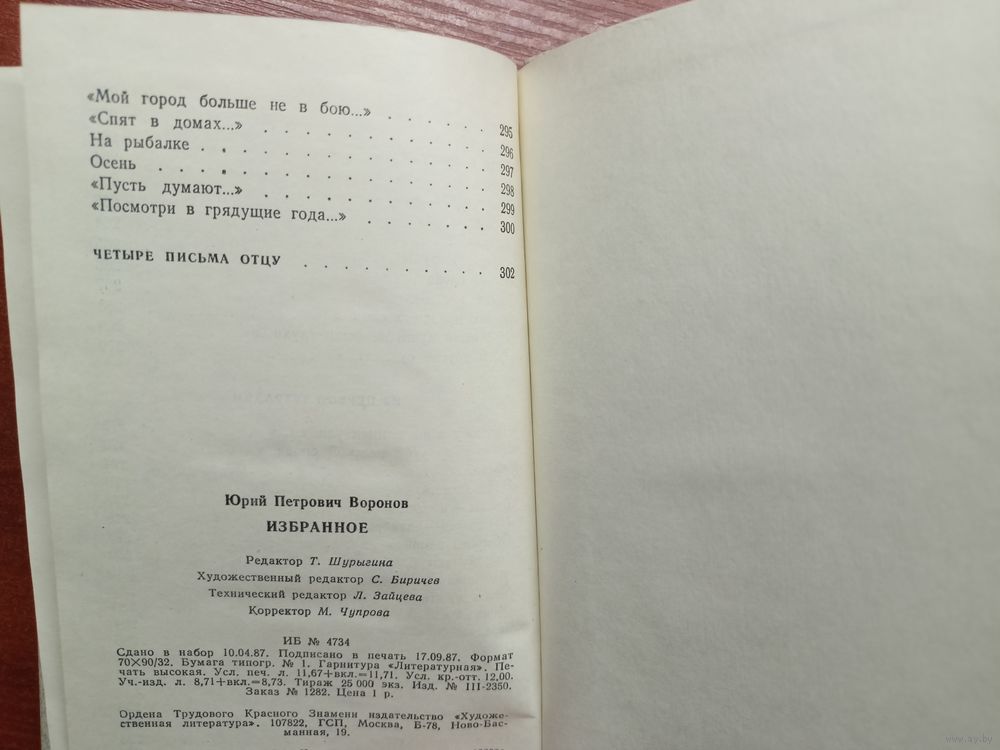 «Мой город больше не в бою...» . . . . . . 295
«Спят в домах...» . . . . . . . . . . . . 296
На рыбалке . . . . . . . . . . . . . . 297
Осень . . . . . . . . . . . . . . . . 298
«Пусть думают...» . . . . . . . . . . . . 299
«Посмотри в грядущие года...» . . . . . . . 300
ЧЕТЫРЕ ПИСЬМА ОТЦУ . . . . . . . . . . 302
Юрий Петрович Воронов
ИЗБРАННОЕ
Редактор Т. Шурыгина
Художественный редактор С. Биричев
Технический редактор Л. Зайцева
Корректор М. Чупрова
ИБ № 4734
Сдано в набор 10.04.87. Подписано в печать 17.09.87. Формат
70×90/32. Бумага типогр. № 1. Гарнитура «Литературная». Пе-
чать высокая. Усл. печ. л. 11,67+вкл.=11,71. Усл. кр.-отт. 12,00.
Уч.-изд. л. 8,71+вкл=8,73. Тираж 25 000 экз. Изд. № III-2350.
Заказ № 1282. Цена 1 р.
Ордена Трудового Красного Знамени издательство «Художе-
ственная литература». 107822, ГСП, Москва, Б-78, Ново-Бас-
манная, 19.
www.ay.by